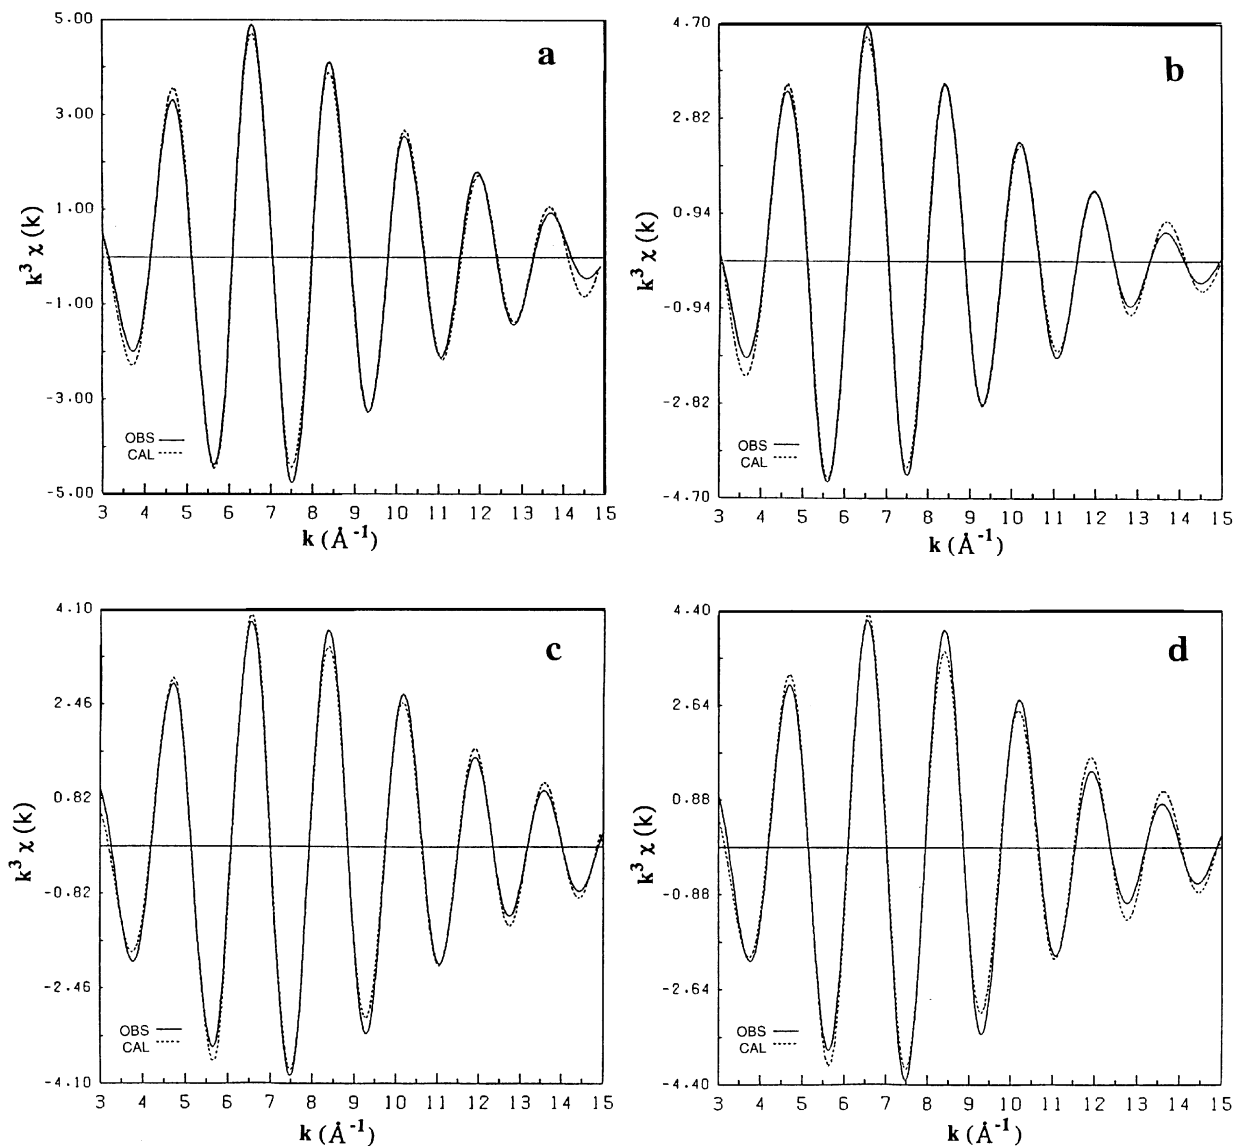 a
5.00
3.00
1.00
-1.00
-3.00
-5.00
k³ χ (k)
OBS
CAL
3 4 5 6 7 8 9 10 11 12 13 14 15
k (Å⁻¹)
b
4.70
2.82
0.94
-0.94
-2.82
-4.70
k³ χ (k)
OBS
CAL
3 4 5 6 7 8 9 10 11 12 13 14 15
k (Å⁻¹)
c
4.10
2.46
0.82
-0.82
-2.46
-4.10
k³ χ (k)
OBS
CAL
3 4 5 6 7 8 9 10 11 12 13 14 15
k (Å⁻¹)
d
4.40
2.64
0.88
-0.88
-2.64
-4.40
k³ χ (k)
OBS
CAL
3 4 5 6 7 8 9 10 11 12 13 14 15
k (Å⁻¹)